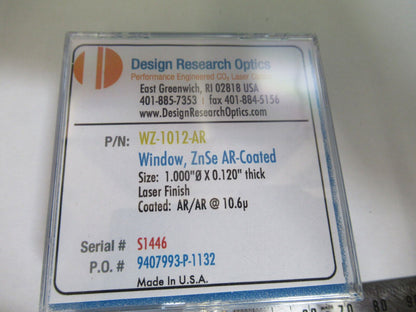 Design Research Optics
Performance Engineered CO₂ Laser Optics
East Greenwich, RI 02818 USA
401-885-7353 | fax 401-884-5156
www.DesignResearchOptics.com
P/N: WZ-1012-AR
Window, ZnSe AR-Coated
Size: 1.000"Ø X 0.120" thick
Laser Finish
Coated: AR/AR @ 10.6µ
Serial # S1446
P.O. # 9407993-P-1132
Made In U.S.A.
70 80